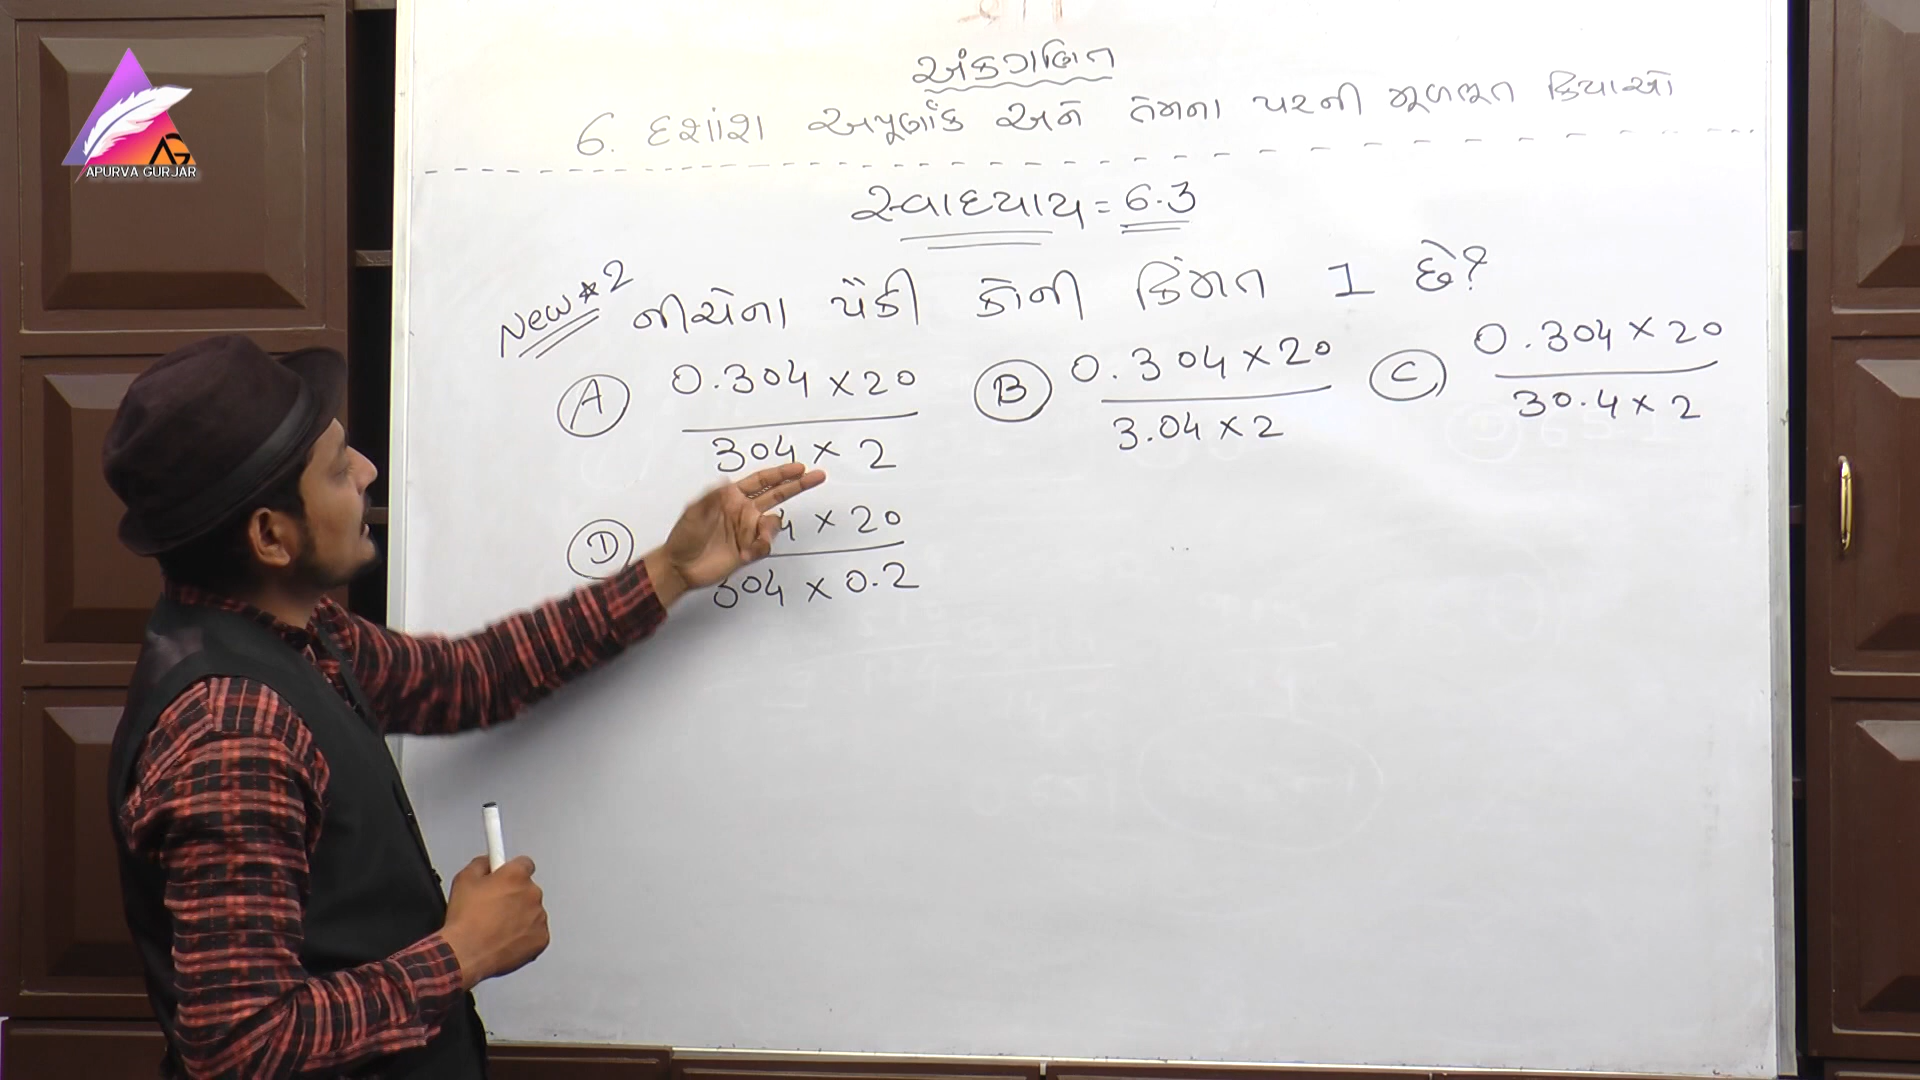 અંકગણિત
6. દશાંશ અપૂર્ણાંક અને તેમના પરની મૂળભૂત ક્રિયાઓ
AG
APURVA GURJAR
સ્વાધ્યાય = 6.3
New * 2 નીચેના પૈકી કોની કિંમત 1 છે?
A 0.304 × 20 B 0.304 × 20 C 0.304 × 20
304 × 2 3.04 × 2 30.4 × 2
D 4 × 20
304 × 0.2